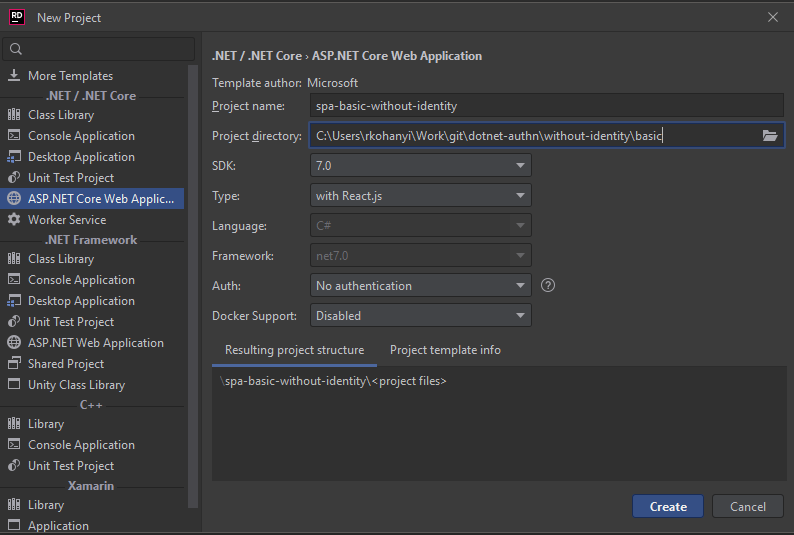 RD New Project
More Templates
.NET / .NET Core
Class Library
Console Application
Desktop Application
Unit Test Project
ASP.NET Core Web Applic...
Worker Service
.NET Framework
Class Library
Console Application
Desktop Application
Unit Test Project
ASP.NET Web Application
Shared Project
Unity Class Library
C++
Library
Console Application
Unit Test Project
Xamarin
Library
Application
.NET / .NET Core › ASP.NET Core Web Application
Template author: Microsoft
Project name: spa-basic-without-identity
Project directory: C:\Users\rkohanyi\Work\git\dotnet-authn\without-identity\basic
SDK: 7.0
Type: with React.js
Language: C#
Framework: net7.0
Auth: No authentication ?
Docker Support: Disabled
Resulting project structure Project template info
\spa-basic-without-identity\<project files>
Create Cancel